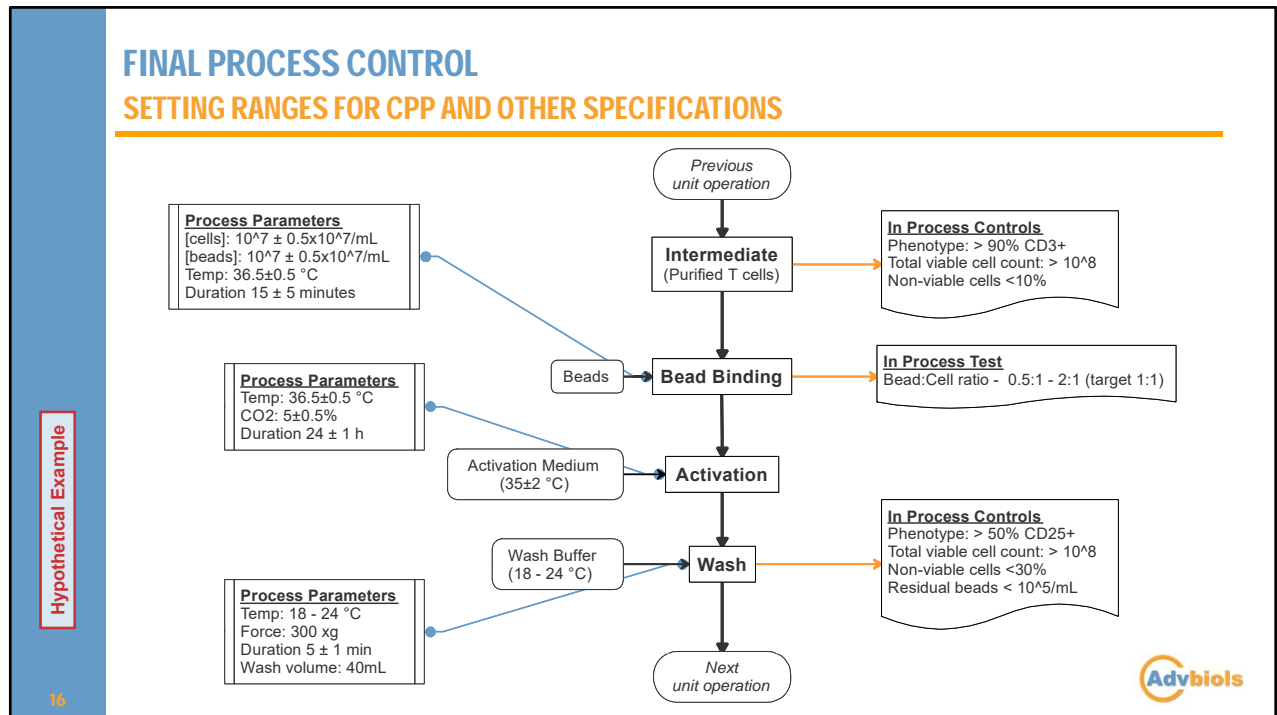 FINAL PROCESS CONTROL
SETTING RANGES FOR CPP AND OTHER SPECIFICATIONS
Previous
unit operation
Process Parameters
[cells]: 10^7 ± 0.5x10^7/mL
[beads]: 10^7 ± 0.5x10^7/mL
Temp: 36.5±0.5 °C
Duration 15 ± 5 minutes
Intermediate
(Purified T cells)
In Process Controls
Phenotype: > 90% CD3+
Total viable cell count: > 10^8
Non-viable cells <10%
Beads
Bead Binding
In Process Test
Bead:Cell ratio - 0.5:1 - 2:1 (target 1:1)
Process Parameters
Temp: 36.5±0.5 °C
CO2: 5±0.5%
Duration 24 ± 1 h
Activation Medium
(35±2 °C)
Activation
Wash Buffer
(18 - 24 °C)
Wash
In Process Controls
Phenotype: > 50% CD25+
Total viable cell count: > 10^8
Non-viable cells <30%
Residual beads < 10^5/mL
Process Parameters
Temp: 18 - 24 °C
Force: 300 xg
Duration 5 ± 1 min
Wash volume: 40mL
Next
unit operation
Hypothetical Example
16
Advbiols